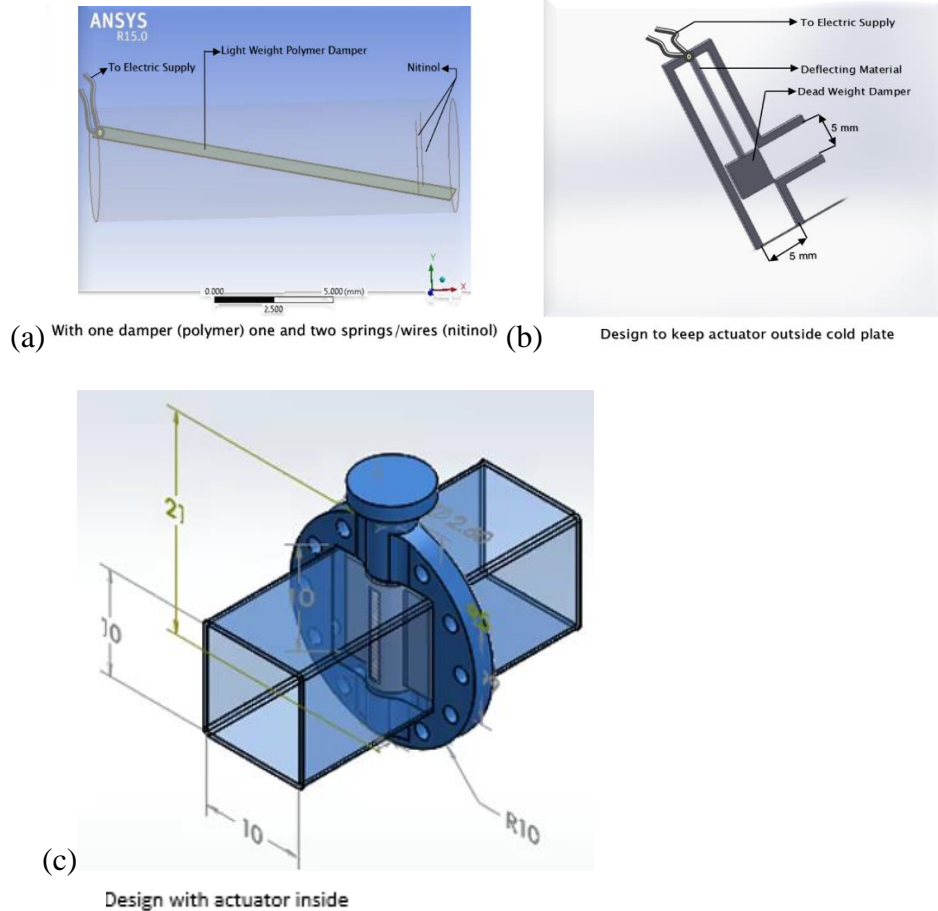 ANSYS
R15.0
Light Weight Polymer Damper
To Electric Supply
Nitinol
Y
X
0.000
5.000 (mm)
2.500
(a) With one damper (polymer) one and two springs/wires (nitinol)
To Electric Supply
Deflecting Material
Dead Weight Damper
5 mm
5 mm
(b) Design to keep actuator outside cold plate
21
10
10
10
R10
(c)
Design with actuator inside